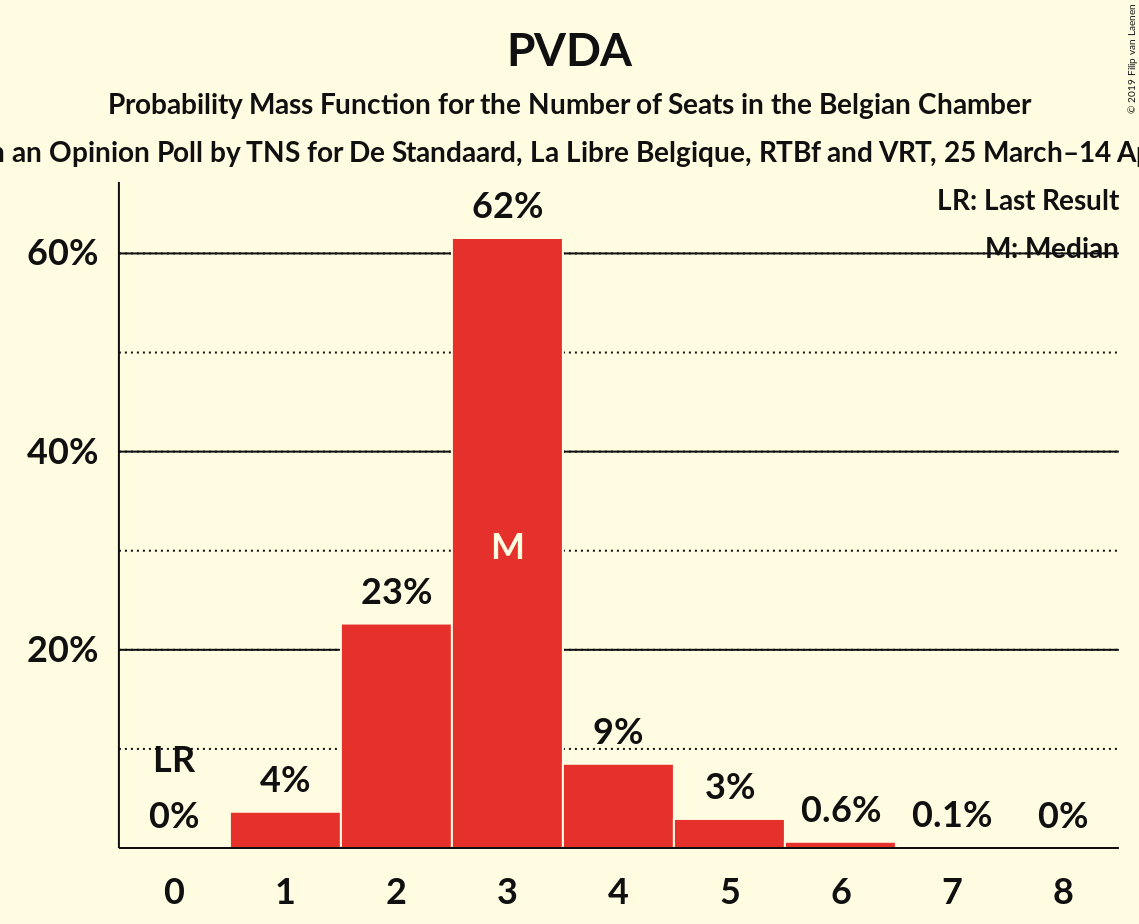 PVDA
Probability Mass Function for the Number of Seats in the Belgian Chamber
an Opinion Poll by TNS for De Standaard, La Libre Belgique, RTBf and VRT, 25 March–14
© 2019 Filip van Laenen
LR: Last Result
M: Median
60%
40%
20%
62%
M
23%
9%
LR
4%
3%
0%
0.6%
0.1%
0%
0 1 2 3 4 5 6 7 8